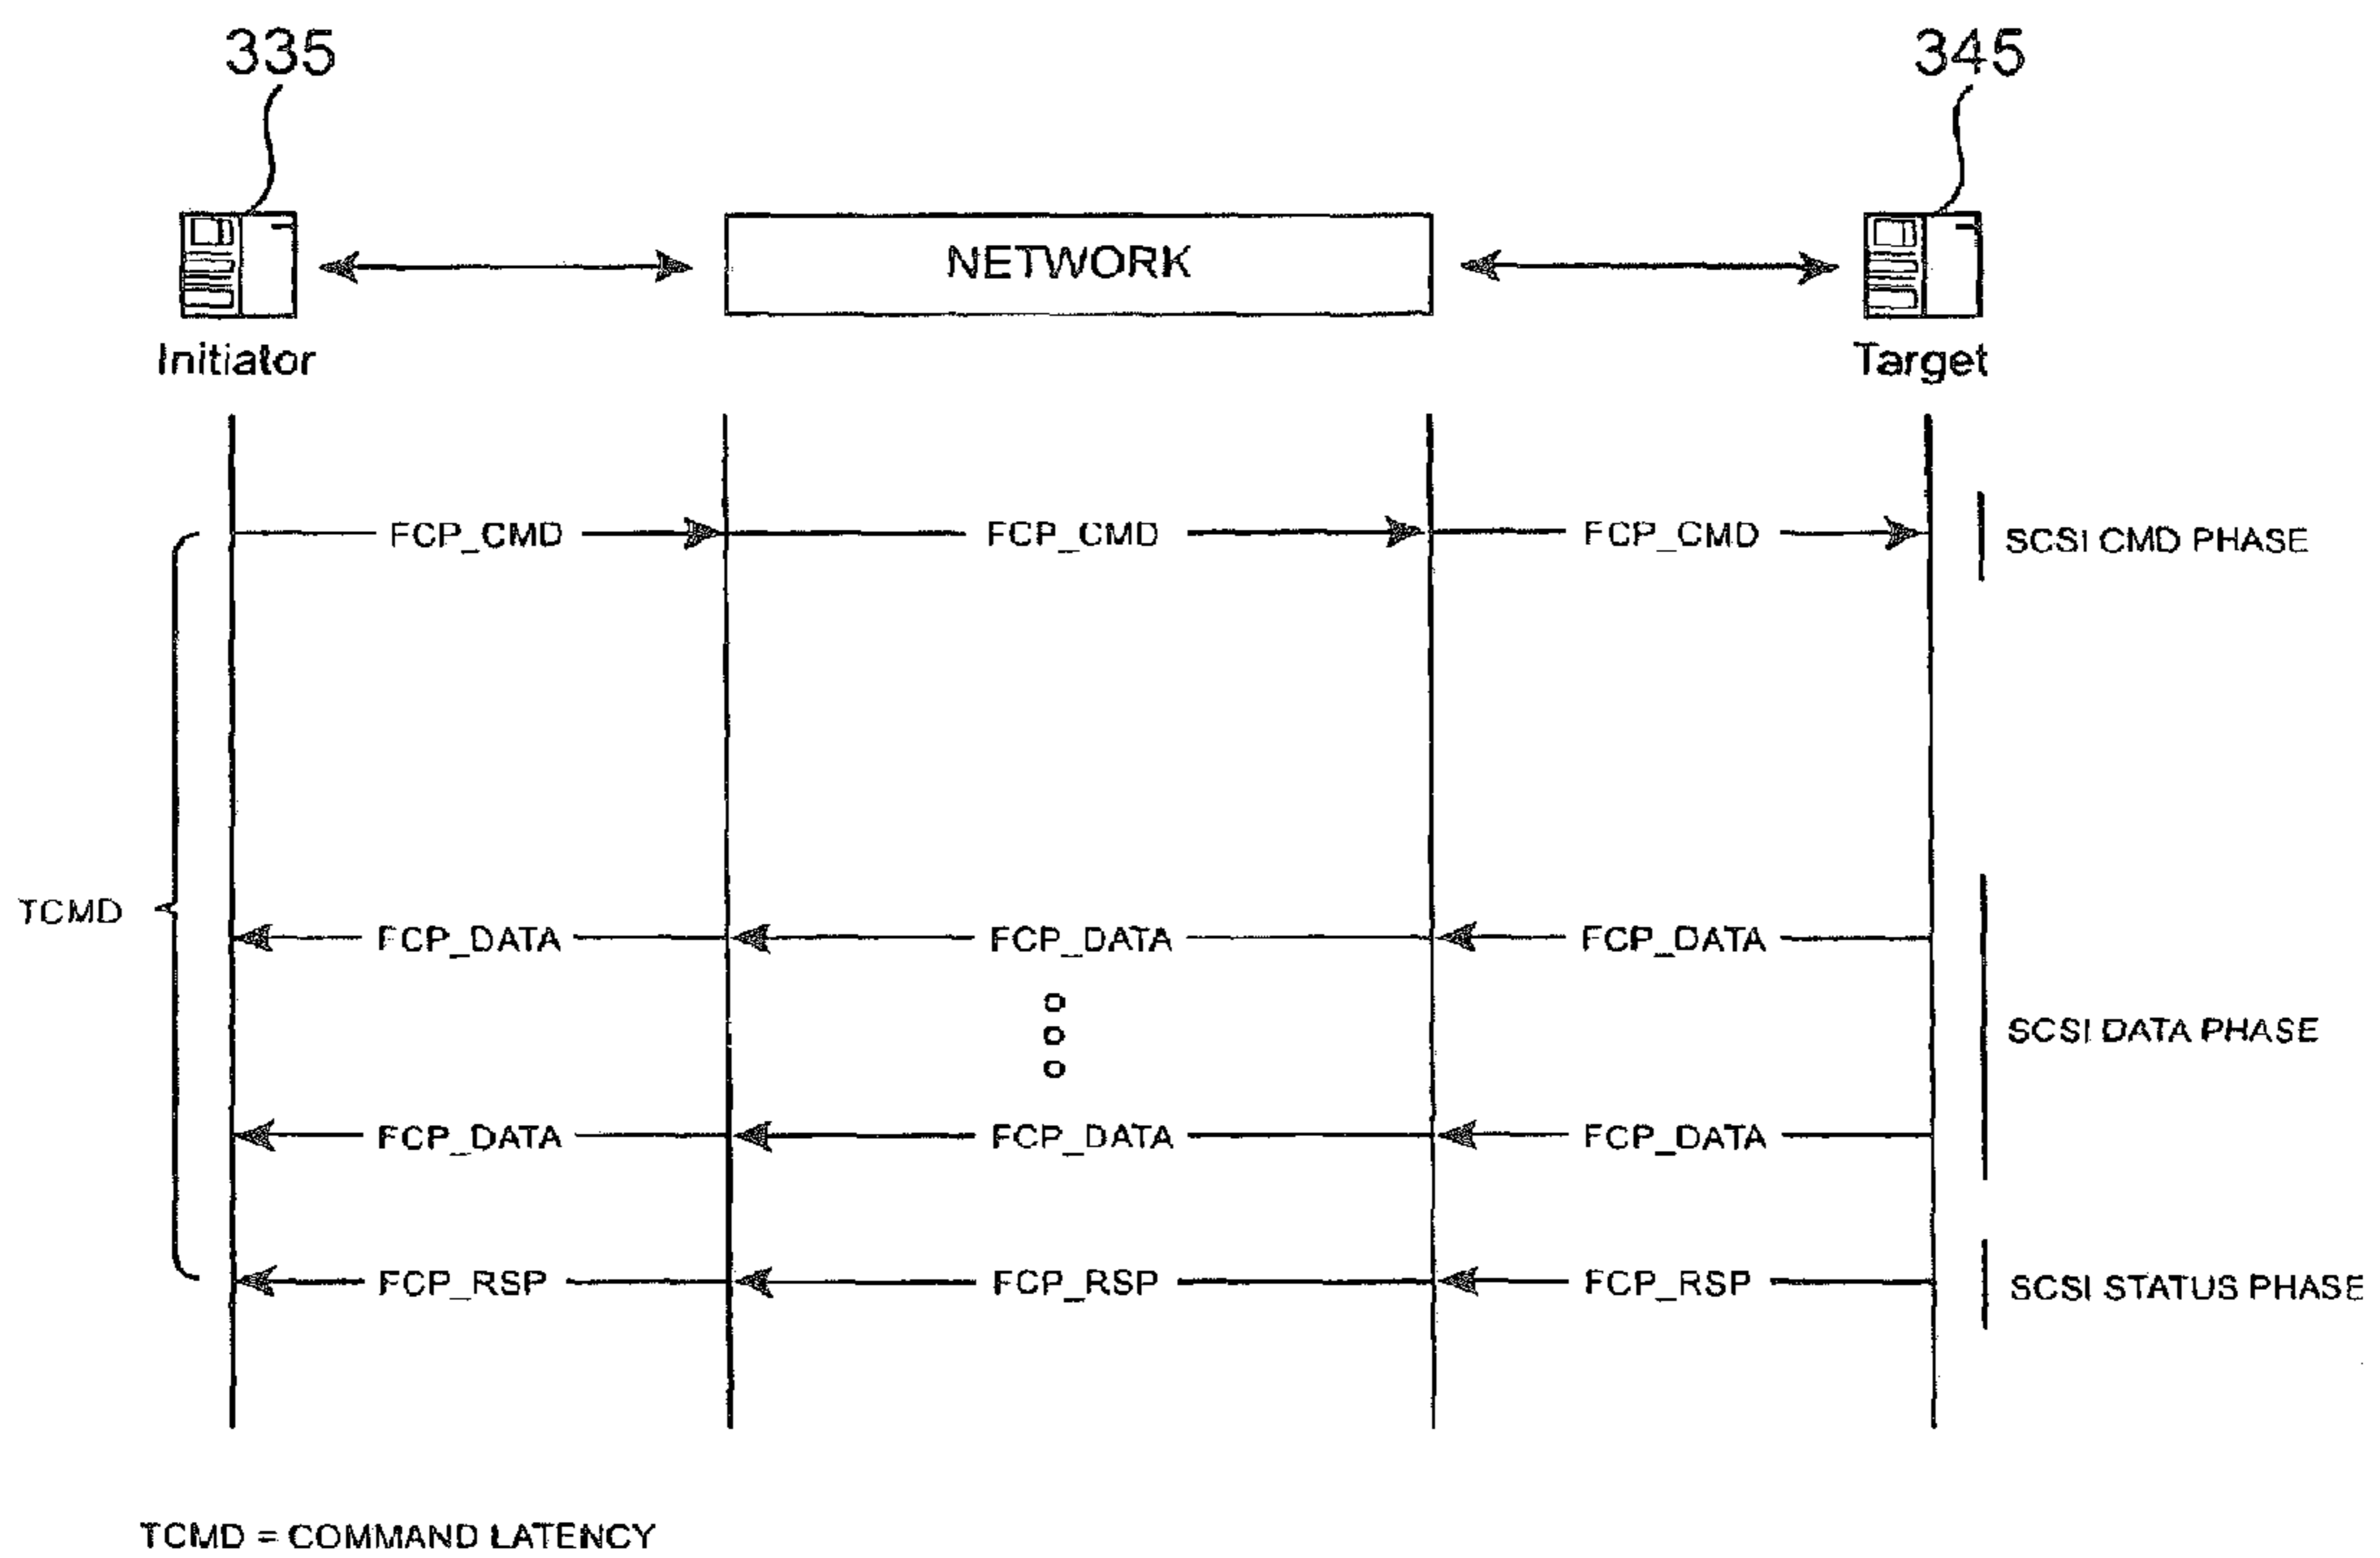 335
345
NETWORK
Initiator
Target
FCP_CMD FCP_CMD FCP_CMD
SCSI CMD PHASE
TCMD
FCP_DATA FCP_DATA FCP_DATA
SCSI DATA PHASE
FCP_DATA FCP_DATA FCP_DATA
FCP_RSP FCP_RSP FCP_RSP
SCSI STATUS PHASE
TCMD = COMMAND LATENCY